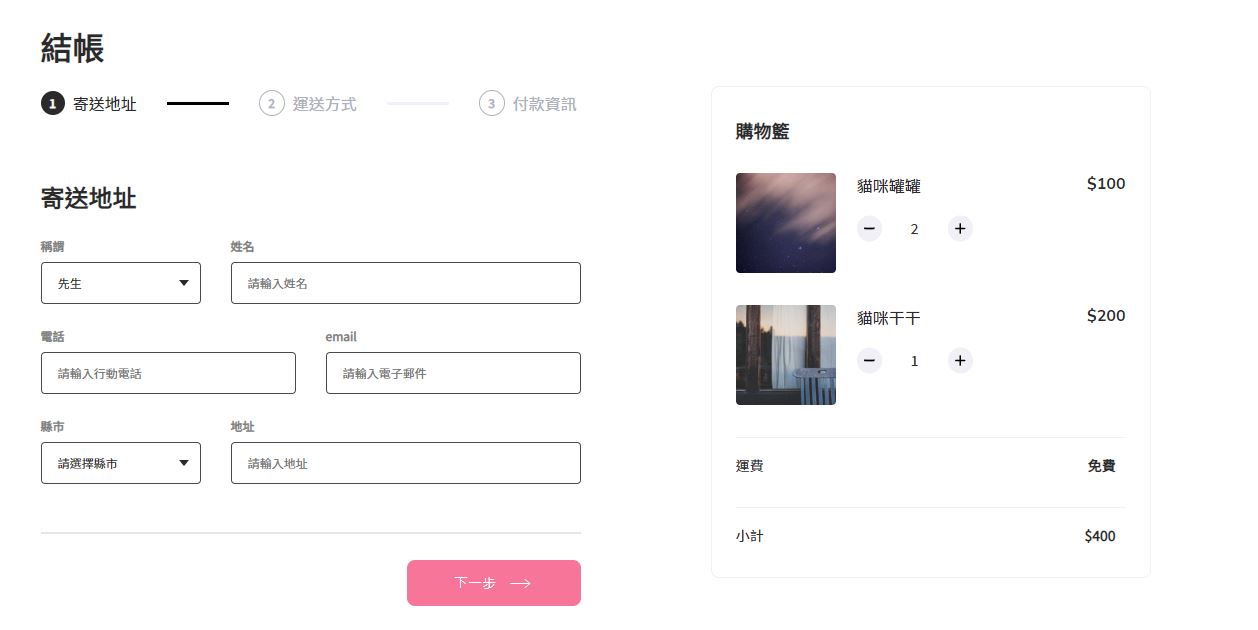 結帳
1 寄送地址 2 運送方式 3 付款資訊
寄送地址
稱謂 姓名
先生 請輸入姓名
電話 email
請輸入行動電話 請輸入電子郵件
縣市 地址
請選擇縣市 請輸入地址
下一步
購物籃
貓咪罐罐 $100
2
貓咪干干 $200
1
運費 免費
小計 $400